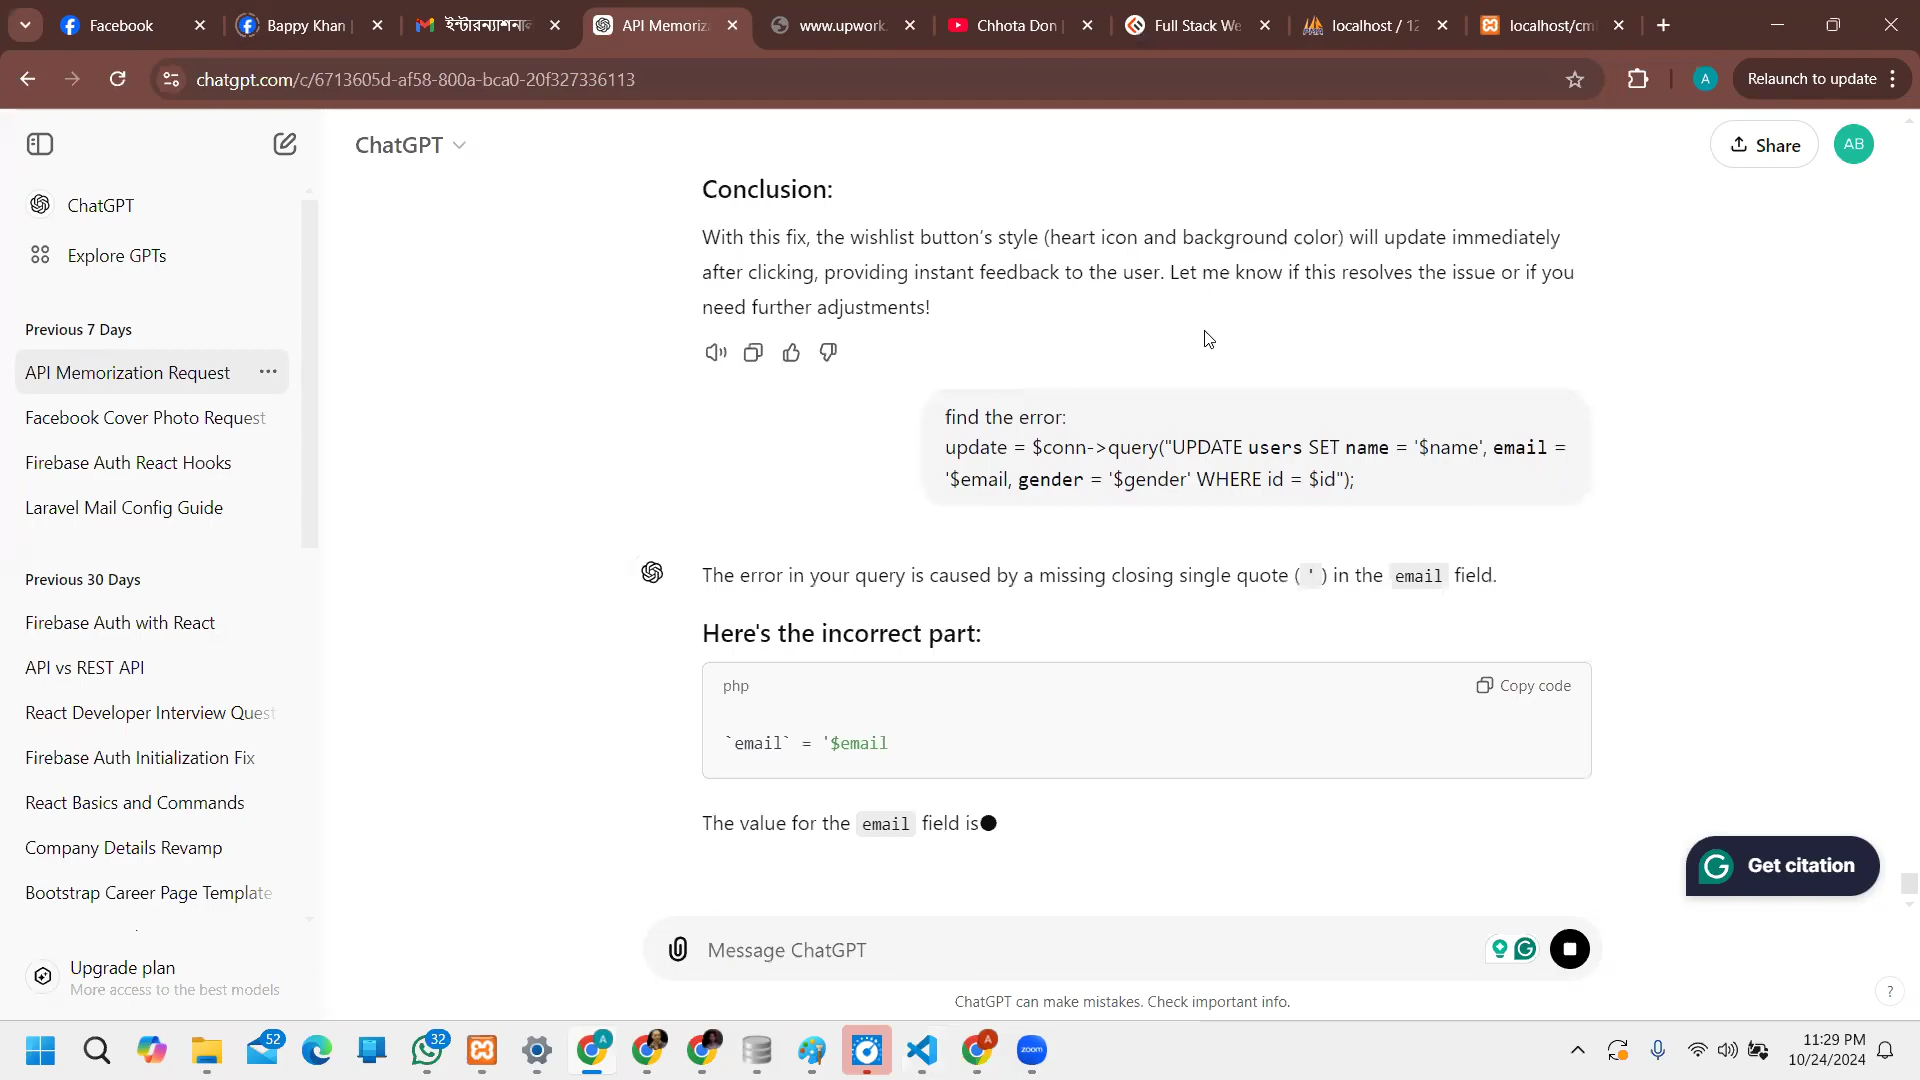 Facebook
Bappy Khan
ইন্টারন্যাশনাল
API Memoriz
www.upwork.
Chhota Don
Full Stack We
localhost / 12
localhost/cml
chatgpt.com/c/6713605d-af58-800a-bca0-20f327336113
A
Relaunch to update
ChatGPT
Share
AB
ChatGPT
Explore GPTs
Previous 7 Days
API Memorization Request
Facebook Cover Photo Request
Firebase Auth React Hooks
Laravel Mail Config Guide
Previous 30 Days
Firebase Auth with React
API vs REST API
React Developer Interview Quest
Firebase Auth Initialization Fix
React Basics and Commands
Company Details Revamp
Bootstrap Career Page Template
Upgrade plan
More access to the best models
Conclusion:
With this fix, the wishlist button’s style (heart icon and background color) will update immediately
after clicking, providing instant feedback to the user. Let me know if this resolves the issue or if you
need further adjustments!
find the error:
update = $conn->query("UPDATE users SET name = '$name', email =
'$email, gender = '$gender' WHERE id = $id");
The error in your query is caused by a missing closing single quote ( ' ) in the email field.
Here's the incorrect part:
php
Copy code
`email` = '$email
The value for the email field is
Get citation
Message ChatGPT
ChatGPT can make mistakes. Check important info.
?
52
32
A
A
zoom
11:29 PM
10/24/2024